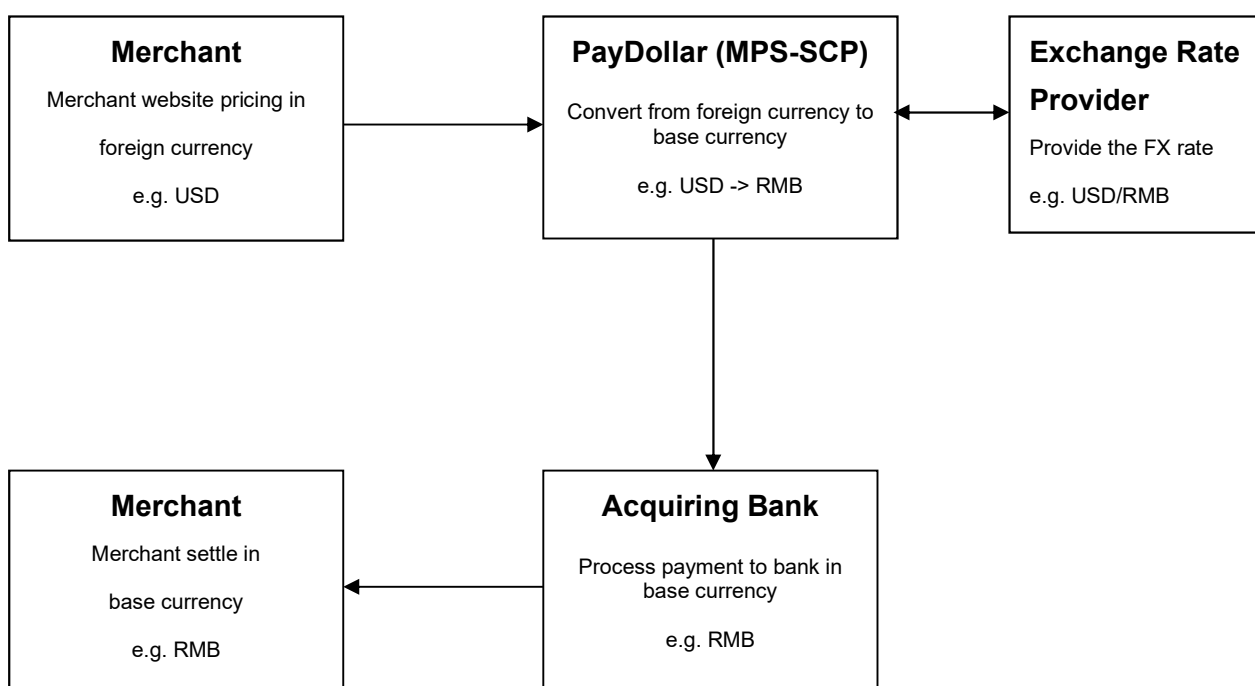 Merchant
Merchant website pricing in
foreign currency
e.g. USD
PayDollar (MPS-SCP)
Convert from foreign currency to
base currency
e.g. USD -> RMB
Exchange Rate
Provider
Provide the FX rate
e.g. USD/RMB
Merchant
Merchant settle in
base currency
e.g. RMB
Acquiring Bank
Process payment to bank in
base currency
e.g. RMB